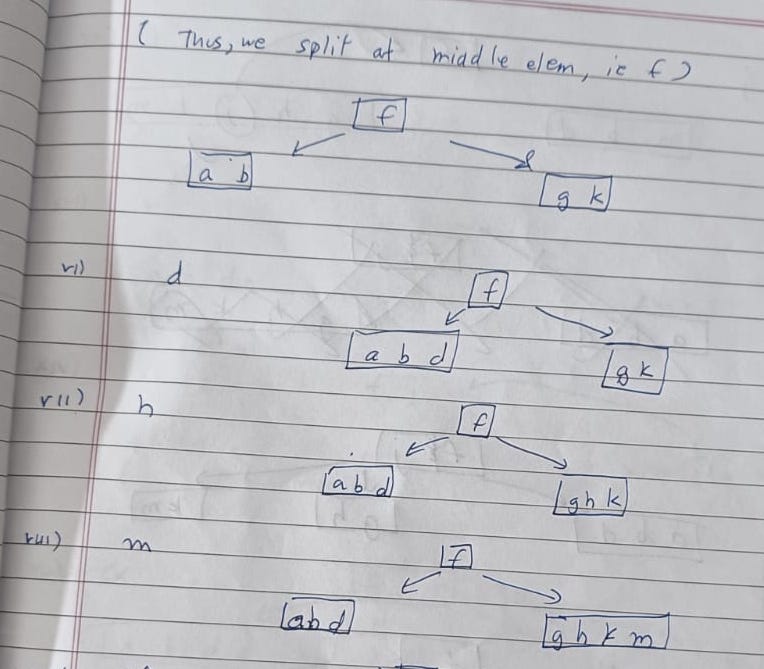 ( Thus, we split at middle elem, ie f )
f
a b
g k
vi) d
f
a b d
g k
vii) h
f
a b d
g h k
viii) m
f
a b d
g h k m